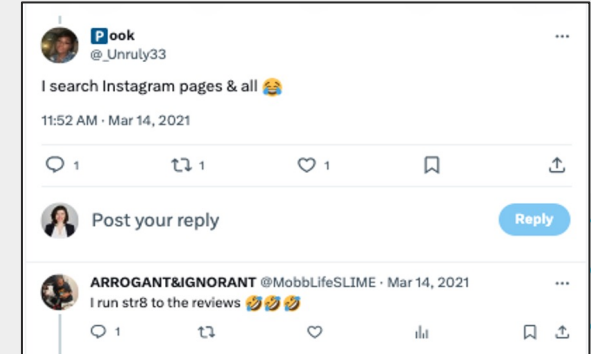 🅿️ook
@_Unruly33
I search Instagram pages & all 😂
11:52 AM · Mar 14, 2021
1 1 1
Post your reply Reply
ARROGANT&IGNORANT @MobbLifeSLIME · Mar 14, 2021
I run str8 to the reviews 🤣🤣🤣
1